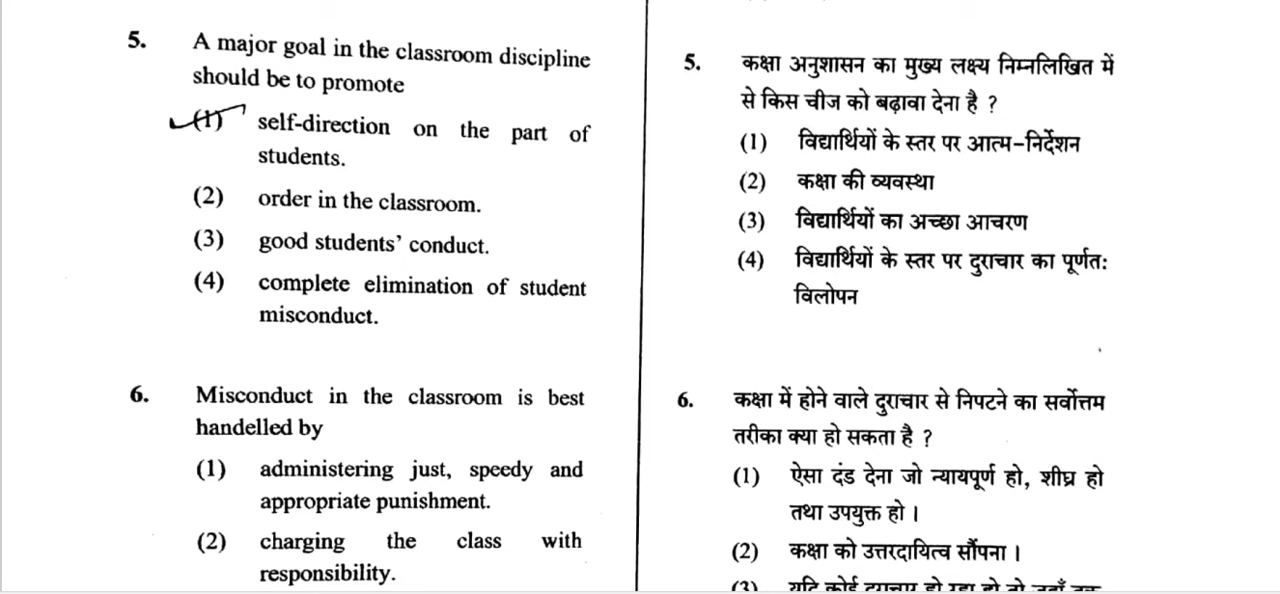 5. A major goal in the classroom discipline
should be to promote
(1) self-direction on the part of
students.
(2) order in the classroom.
(3) good students' conduct.
(4) complete elimination of student
misconduct.
6. Misconduct in the classroom is best
handelled by
(1) administering just, speedy and
appropriate punishment.
(2) charging the class with
responsibility.
5. कक्षा अनुशासन का मुख्य लक्ष्य निम्नलिखित में
से किस चीज को बढ़ावा देना है ?
(1) विद्यार्थियों के स्तर पर आत्म-निर्देशन
(2) कक्षा की व्यवस्था
(3) विद्यार्थियों का अच्छा आचरण
(4) विद्यार्थियों के स्तर पर दुराचार का पूर्णतः
विलोपन
6. कक्षा में होने वाले दुराचार से निपटने का सर्वोत्तम
तरीका क्या हो सकता है ?
(1) ऐसा दंड देना जो न्यायपूर्ण हो, शीघ्र हो
तथा उपयुक्त हो ।
(2) कक्षा को उत्तरदायित्व सौंपना ।
(3) यदि कोई दुराचार हो रहा हो तो जहाँ तक